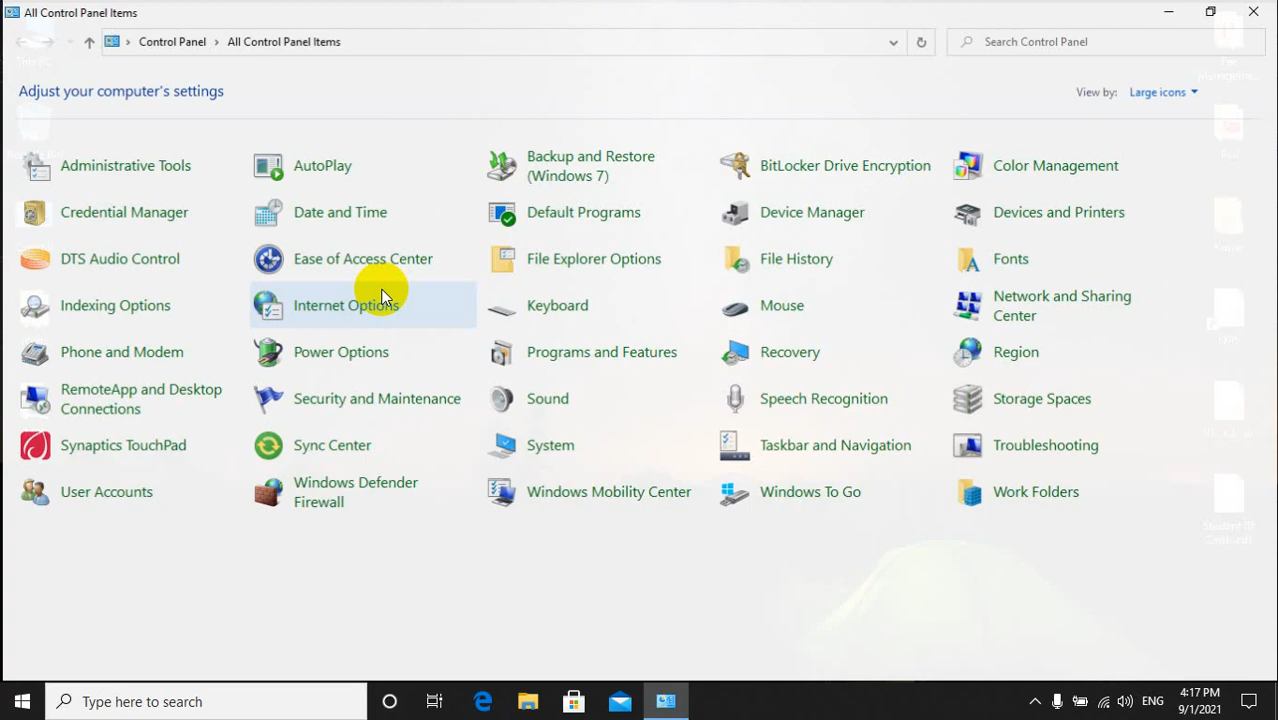 All Control Panel Items
Control Panel > All Control Panel Items
Search Control Panel
Adjust your computer's settings
View by: Large icons
Administrative Tools
AutoPlay
Backup and Restore
(Windows 7)
BitLocker Drive Encryption
Color Management
Credential Manager
Date and Time
Default Programs
Device Manager
Devices and Printers
DTS Audio Control
Ease of Access Center
File Explorer Options
File History
Fonts
Indexing Options
Internet Options
Keyboard
Mouse
Network and Sharing
Center
Phone and Modem
Power Options
Programs and Features
Recovery
Region
RemoteApp and Desktop
Connections
Security and Maintenance
Sound
Speech Recognition
Storage Spaces
Synaptics TouchPad
Sync Center
System
Taskbar and Navigation
Troubleshooting
User Accounts
Windows Defender
Firewall
Windows Mobility Center
Windows To Go
Work Folders
Type here to search
ENG
4:17 PM
9/1/2021